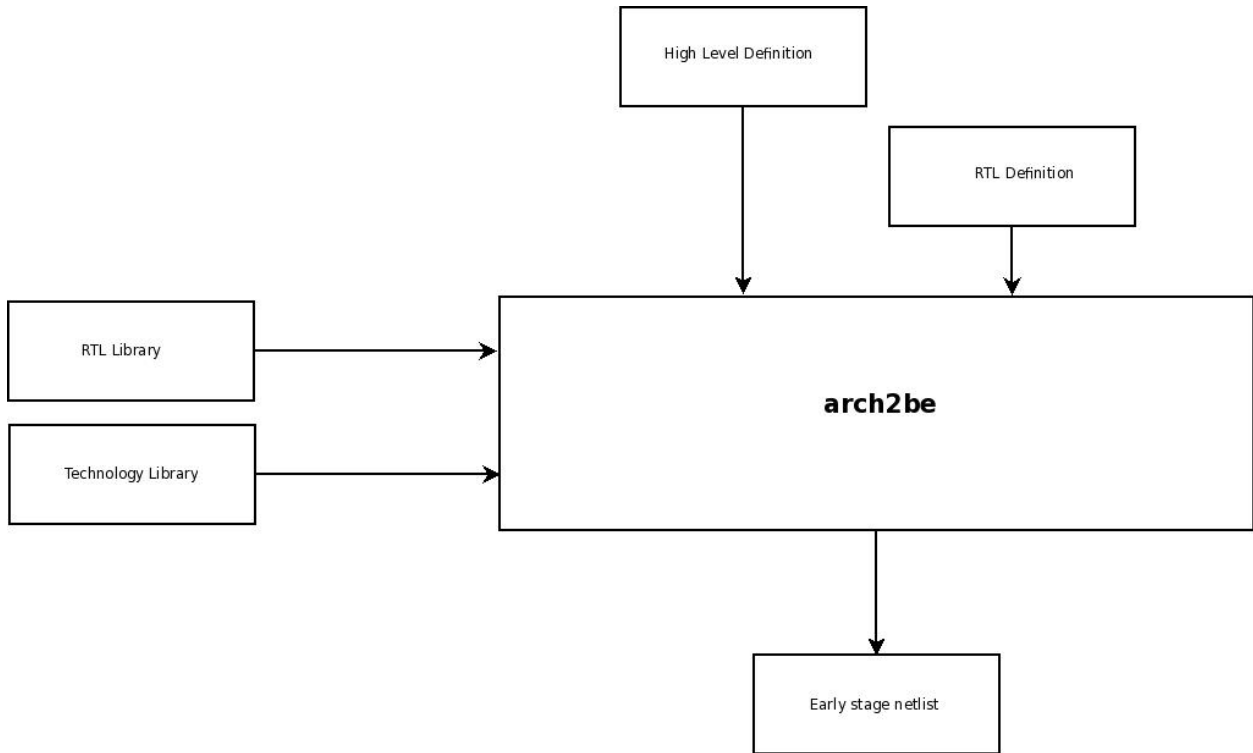 High Level Definition
RTL Definition
RTL Library
arch2be
Technology Library
Early stage netlist